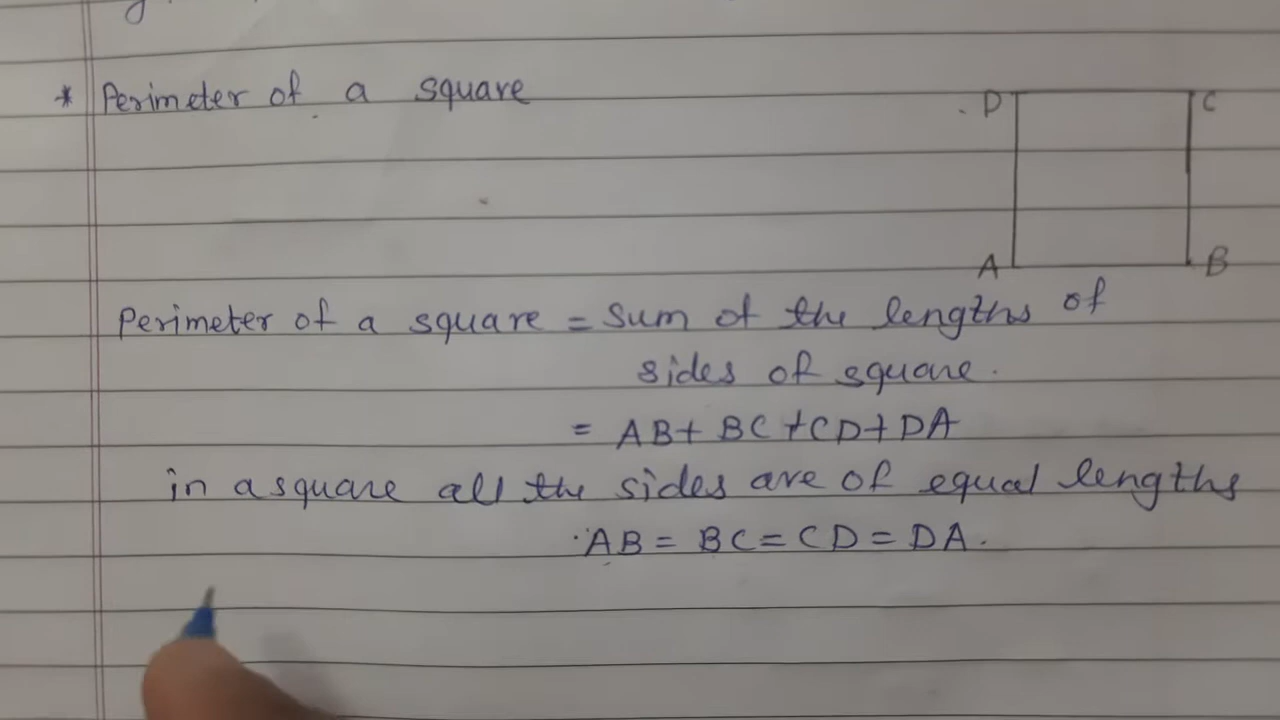 * Perimeter of a square
D C
A B
Perimeter of a square = Sum of the lengths of
sides of square.
= AB+ BC+CD+DA
in a square all the sides are of equal lengths
AB = BC = CD = DA.